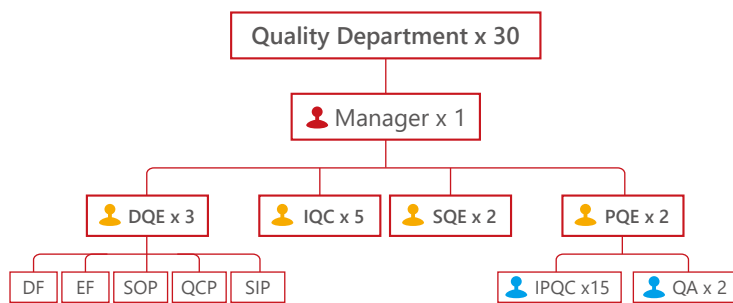 Quality Department x 30
Manager x 1
DQE x 3
IQC x 5
SQE x 2
PQE x 2
DF
EF
SOP
QCP
SIP
IPQC x15
QA x 2